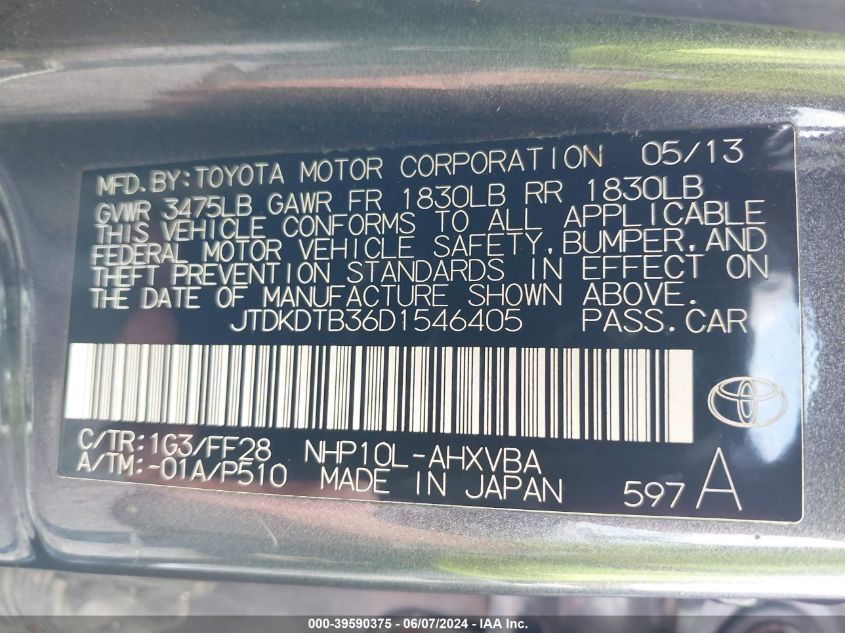 MFD. BY: TOYOTA MOTOR CORPORATION 05/13
GVWR 3475LB GAWR FR 1830LB RR 1830LB
THIS VEHICLE CONFORMS TO ALL APPLICABLE
FEDERAL MOTOR VEHICLE SAFETY, BUMPER, AND
THEFT PREVENTION STANDARDS IN EFFECT ON
THE DATE OF MANUFACTURE SHOWN ABOVE.
JTDKDTB36D1546405 PASS. CAR
C/TR: 1G3/FF28 NHP10L-AHXVBA
A/TM: -01A/P510 MADE IN JAPAN 597 A
000-39590375 - 06/07/2024 - IAA Inc.